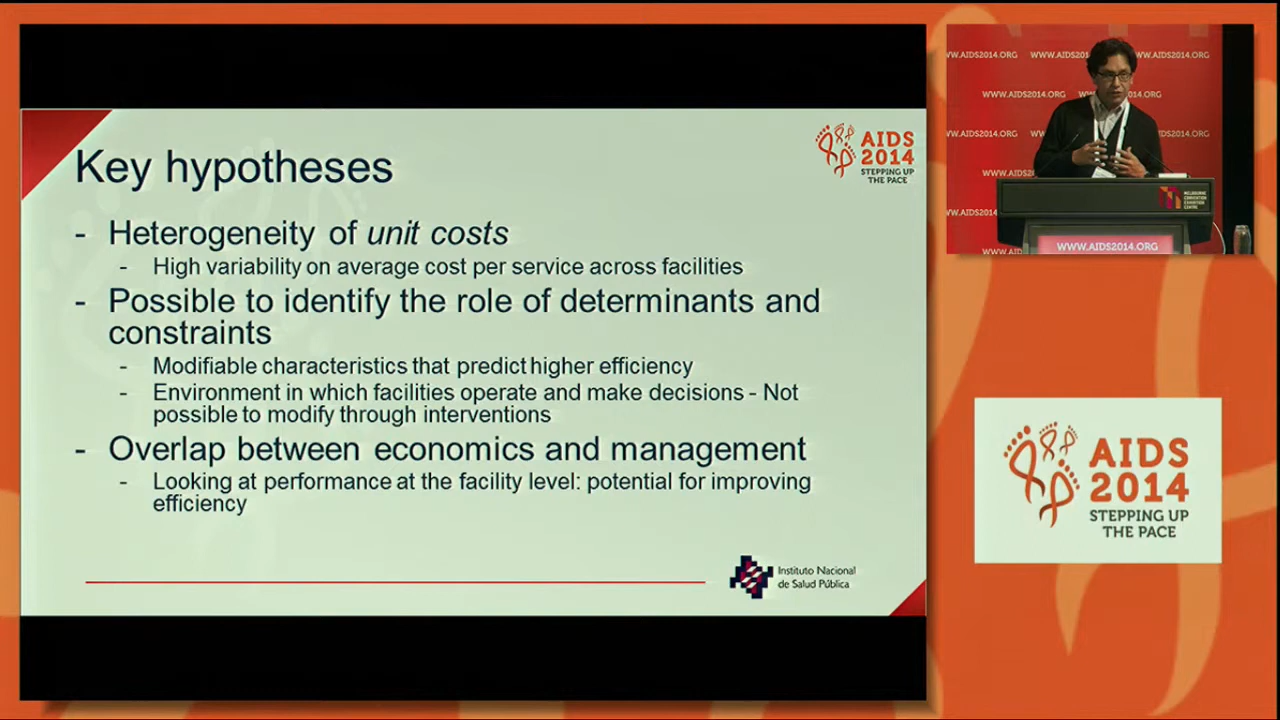 Key hypotheses
AIDS
2014
STEPPING UP
THE PACE
- Heterogeneity of unit costs
- High variability on average cost per service across facilities
- Possible to identify the role of determinants and
constraints
- Modifiable characteristics that predict higher efficiency
- Environment in which facilities operate and make decisions - Not
possible to modify through interventions
- Overlap between economics and management
- Looking at performance at the facility level: potential for improving
efficiency
Instituto Nacional
de Salud Pública
WWW.AIDS2014.ORG
MELBOURNE
CONVENTION
EXHIBITION
CENTRE
WWW.AIDS2014.ORG
AIDS
2014
STEPPING UP
THE PACE